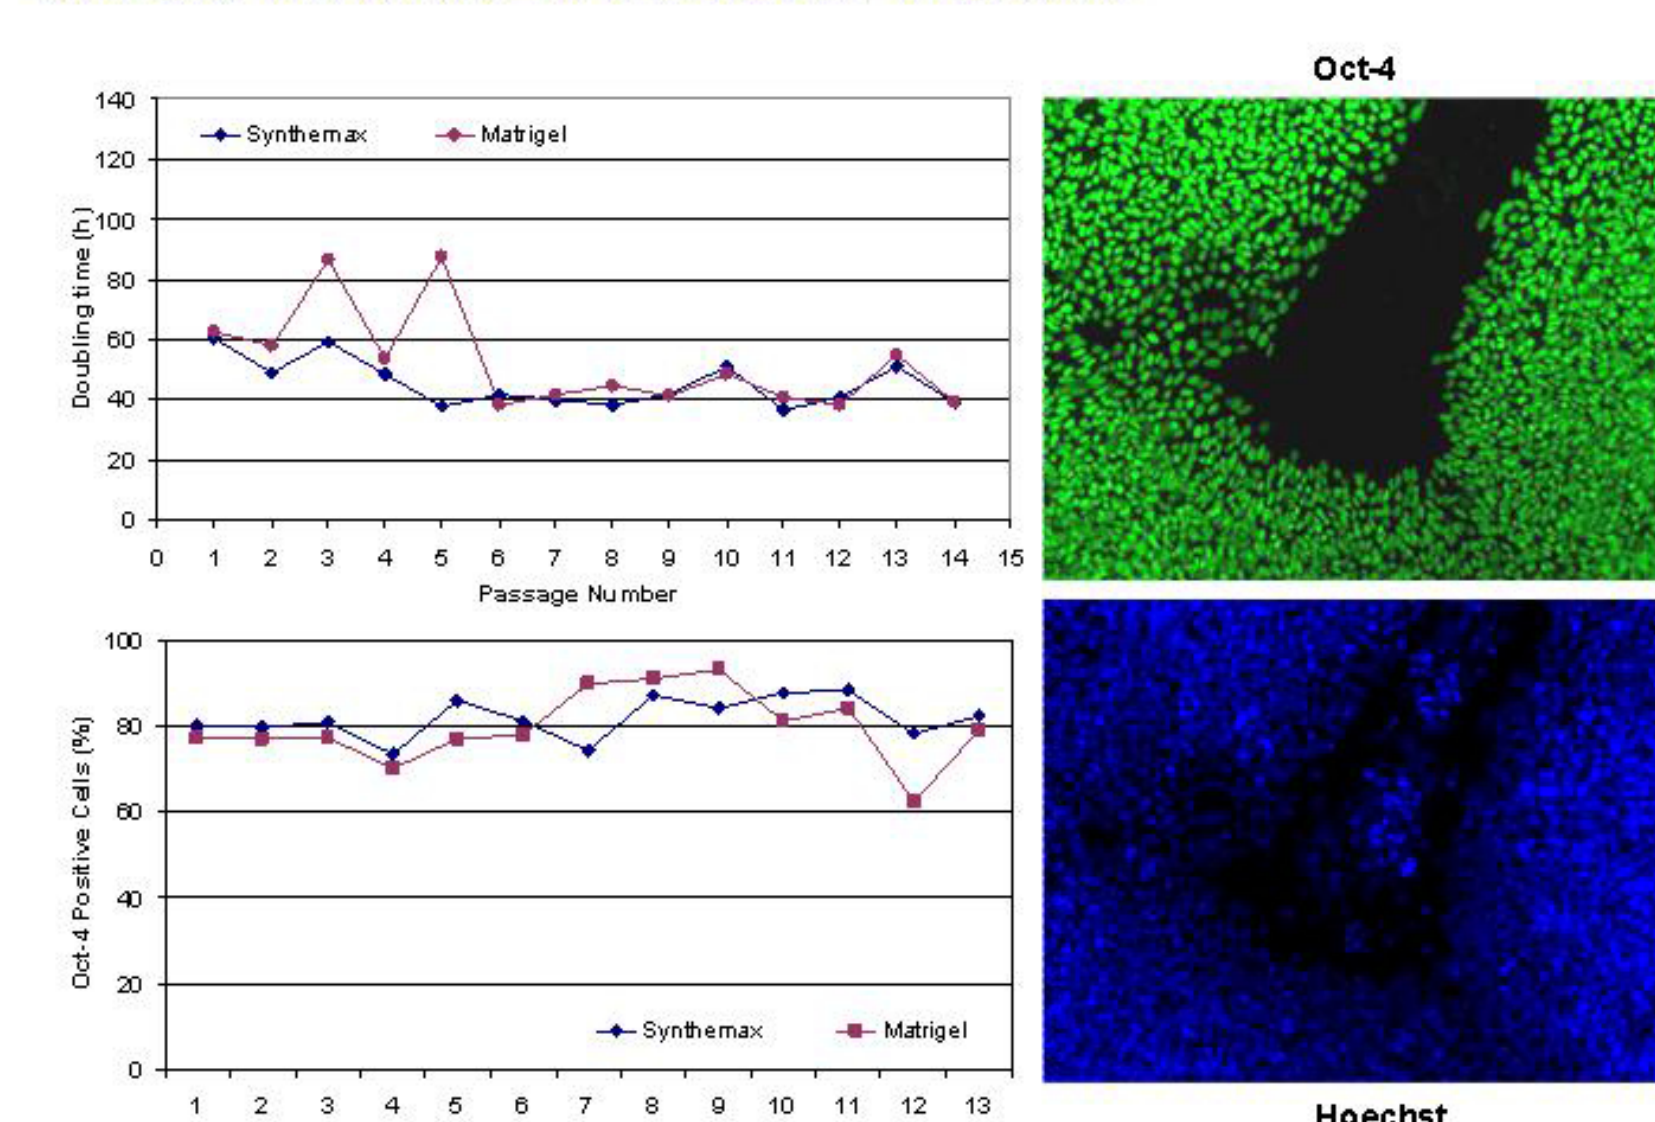 Oct-4
140
120
100
80
60
40
20
0
Synthemax Matrigel
Doubling time (h)
0 1 2 3 4 5 6 7 8 9 10 11 12 13 14 15
Passage Number
100
80
60
40
20
0
Oct-4 Positive Cells (%)
Synthemax Matrigel
1 2 3 4 5 6 7 8 9 10 11 12 13
Hoechst